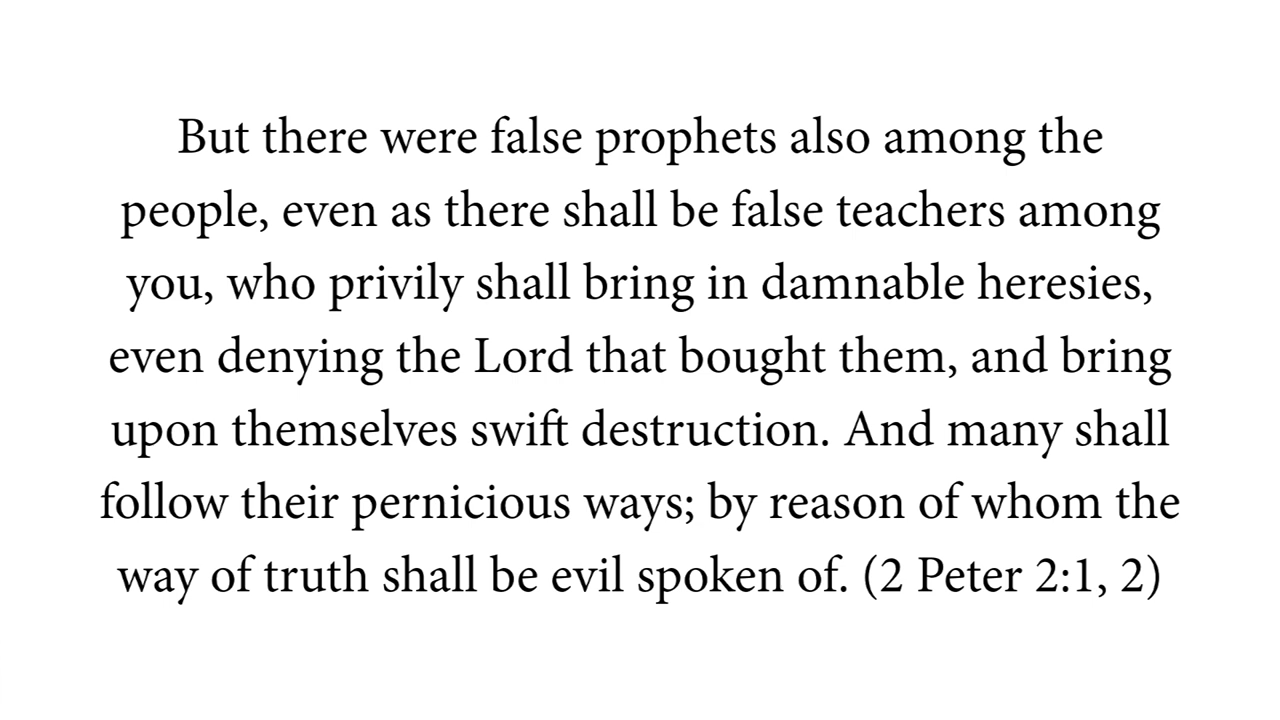 But there were false prophets also among the
people, even as there shall be false teachers among
you, who privily shall bring in damnable heresies,
even denying the Lord that bought them, and bring
upon themselves swift destruction. And many shall
follow their pernicious ways; by reason of whom the
way of truth shall be evil spoken of. (2 Peter 2:1, 2)